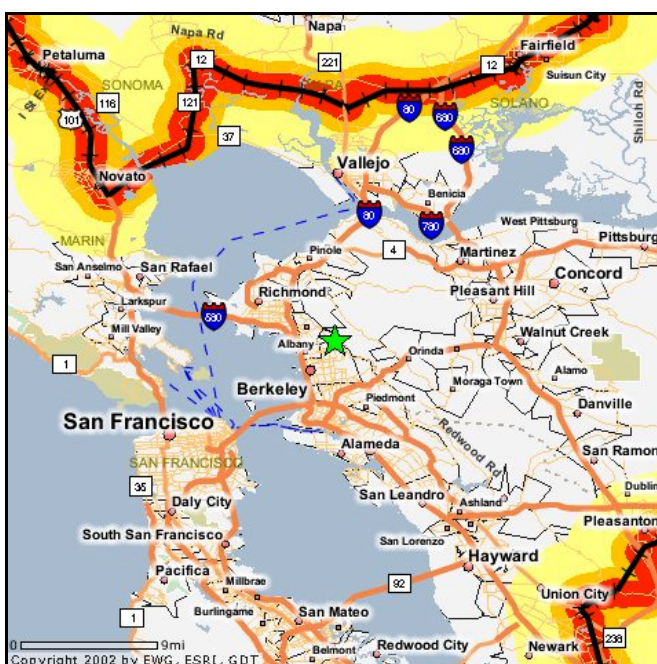 Napa Rd
Napa
Petaluma
12
221
12
Fairfield
Suisun City
SONOMA
116
121
101
80
680
SOLANO
37
680
Shiloh Rd
Vallejo
Novato
Benicia
80
780
West Pittsburg
MARIN
Pittsburg
San Anselmo
San Rafael
Pinole
4
Martinez
Concord
Richmond
Pleasant Hill
Larkspur
580
Mill Valley
Albany
Walnut Creek
Orinda
1
Alamo
Berkeley
Moraga Town
Piedmont
Danville
San Francisco
Redwood Rd
Alameda
SAN FRANCISCO
San Ramon
35
San Leandro
Dublin
Daly City
Ashland
Pleasanton
South San Francisco
San Lorenzo
Hayward
Pacifica
Millbrae
92
Union City
1
Burlingame
San Mateo
238
0
9mi
Belmont
Redwood City
Newark
Copyright 2002 by EWG, ESRI, GDT